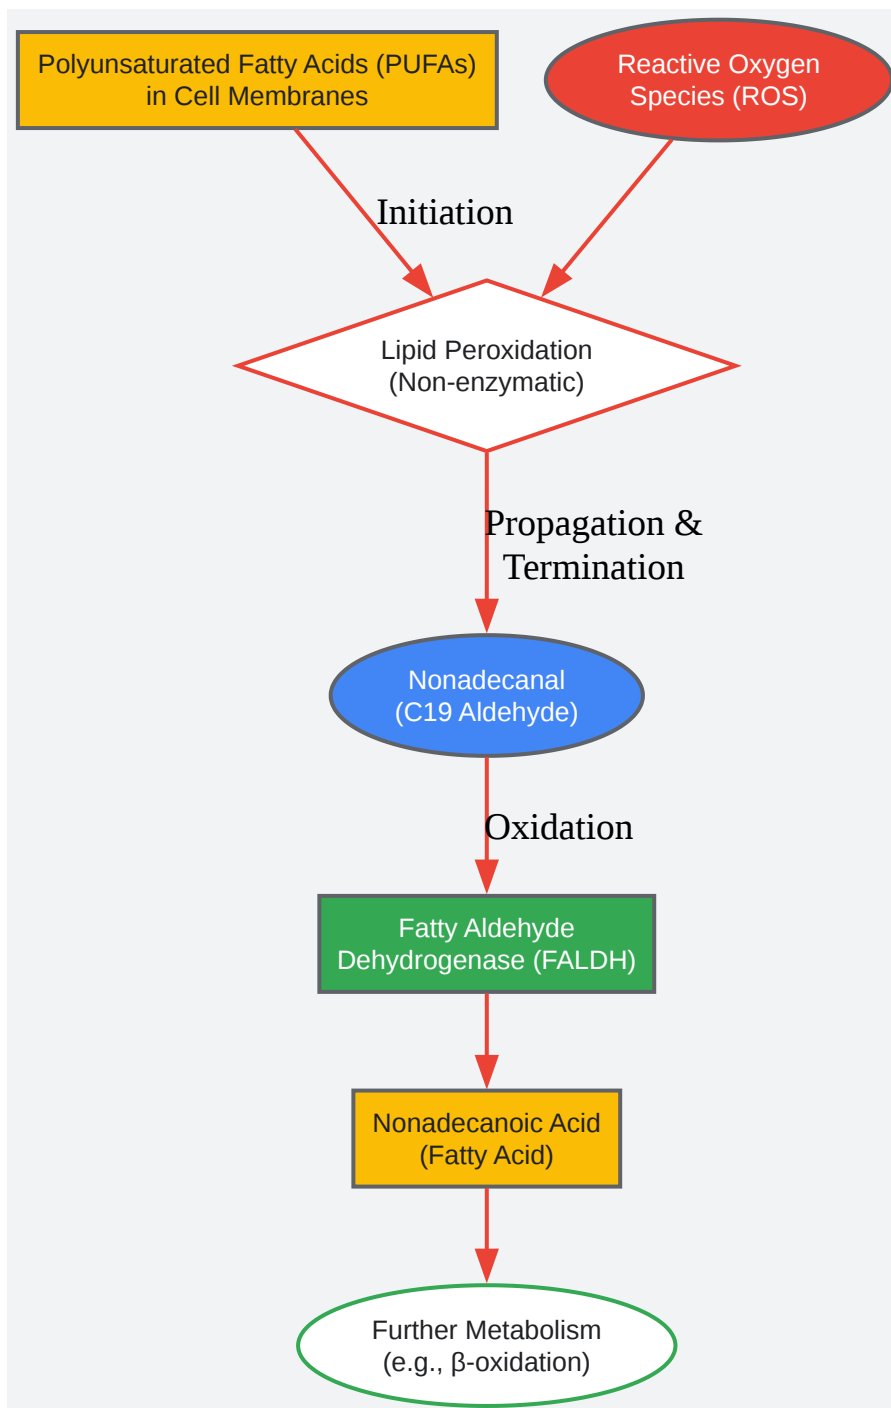 Polyunsaturated Fatty Acids (PUFAs)
in Cell Membranes
Reactive Oxygen
Species (ROS)
Initiation
Lipid Peroxidation
(Non-enzymatic)
Propagation &
Termination
Nonadecanal
(C19 Aldehyde)
Oxidation
Fatty Aldehyde
Dehydrogenase (FALDH)
Nonadecanoic Acid
(Fatty Acid)
Further Metabolism
(e.g., β-oxidation)